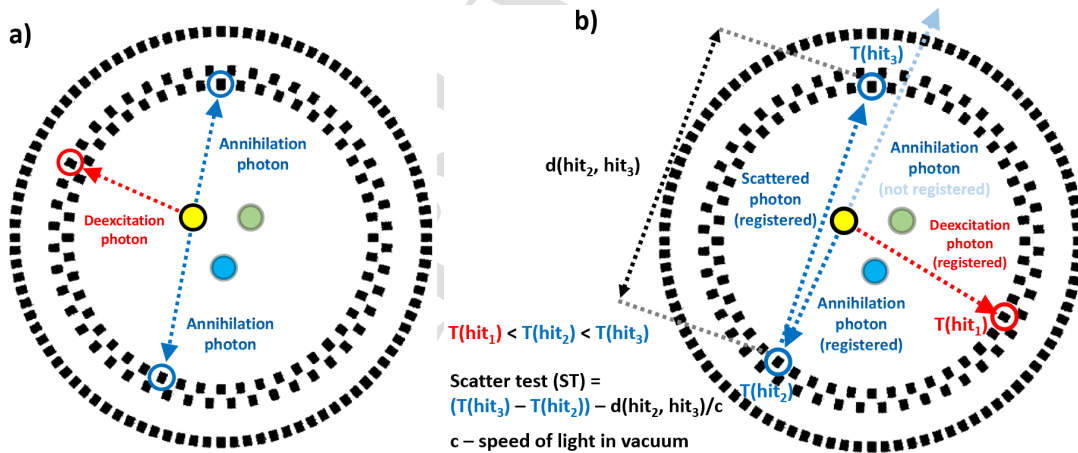 a)
Annihilation
photon
Deexcitation
photon
Annihilation
photon
b)
T(hit₃)
d(hit₂, hit₃)
Scattered
photon
(registered)
Annihilation
photon
(not registered)
Deexcitation
photon
(registered)
Annihilation
photon
(registered)
T(hit₁)
T(hit₂)
T(hit₁) < T(hit₂) < T(hit₃)
Scatter test (ST) =
(T(hit₃) – T(hit₂)) – d(hit₂, hit₃)/c
c – speed of light in vacuum